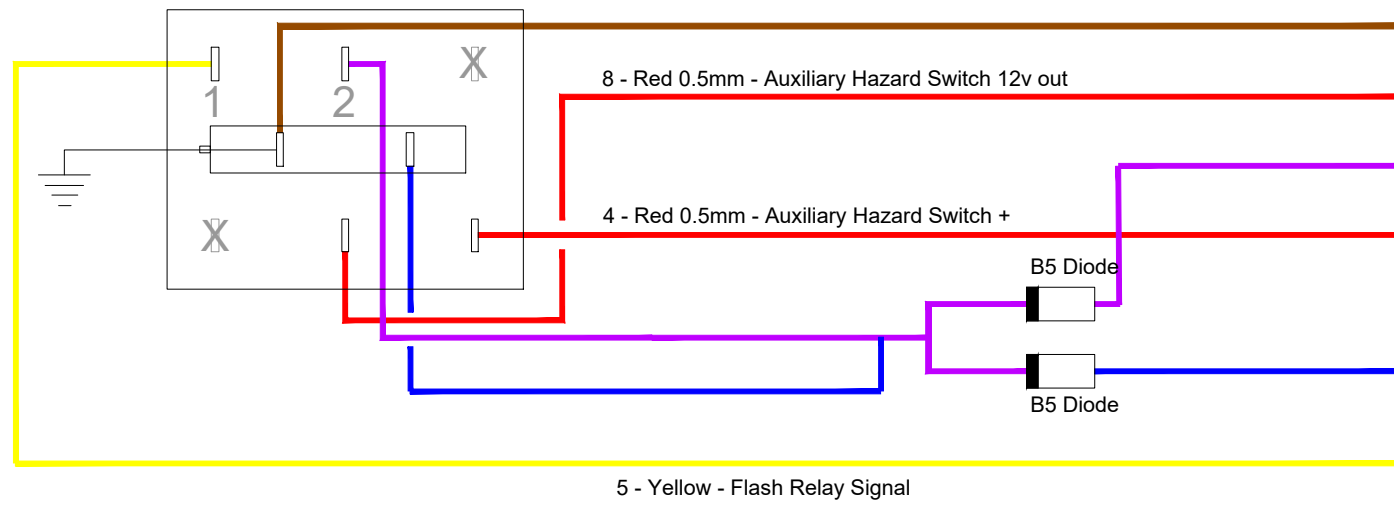 X
8 - Red 0.5mm - Auxiliary Hazard Switch 12v out
1
2
4 - Red 0.5mm - Auxiliary Hazard Switch +
X
B5 Diode
B5 Diode
5 - Yellow - Flash Relay Signal